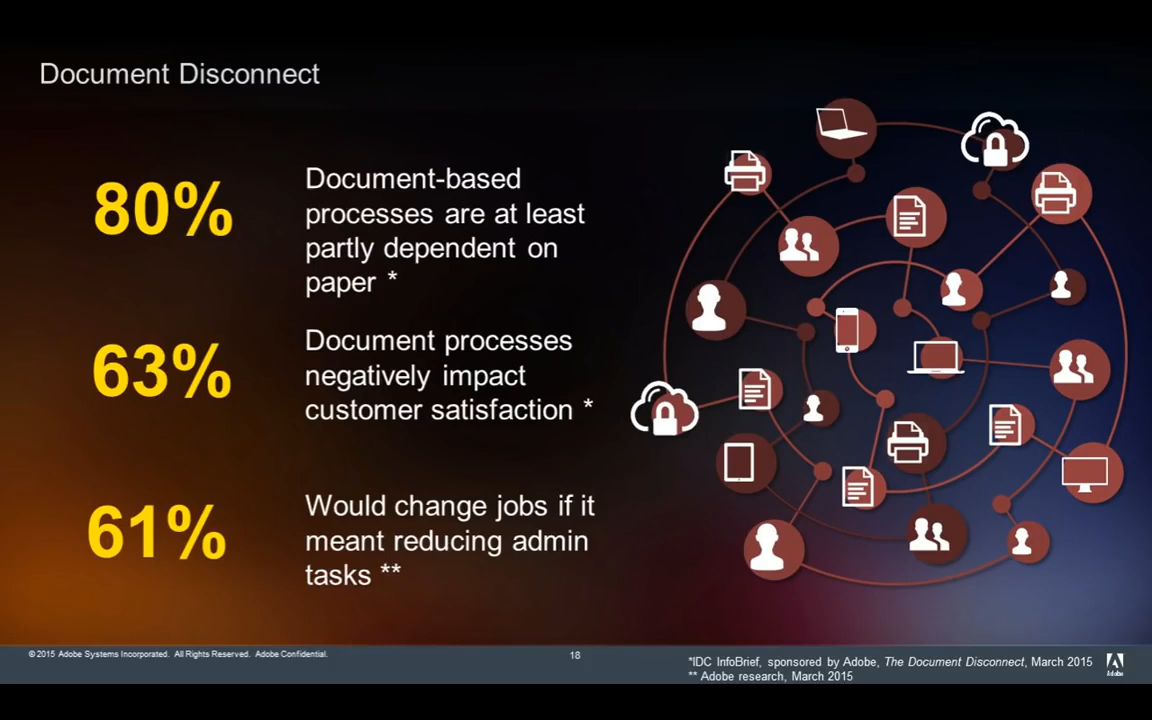 Document Disconnect
80%
Document-based
processes are at least
partly dependent on
paper *
63%
Document processes
negatively impact
customer satisfaction *
61%
Would change jobs if it
meant reducing admin
tasks **
© 2015 Adobe Systems Incorporated. All Rights Reserved. Adobe Confidential.
18
*IDC InfoBrief, sponsored by Adobe, The Document Disconnect, March 2015
** Adobe research, March 2015
Adobe